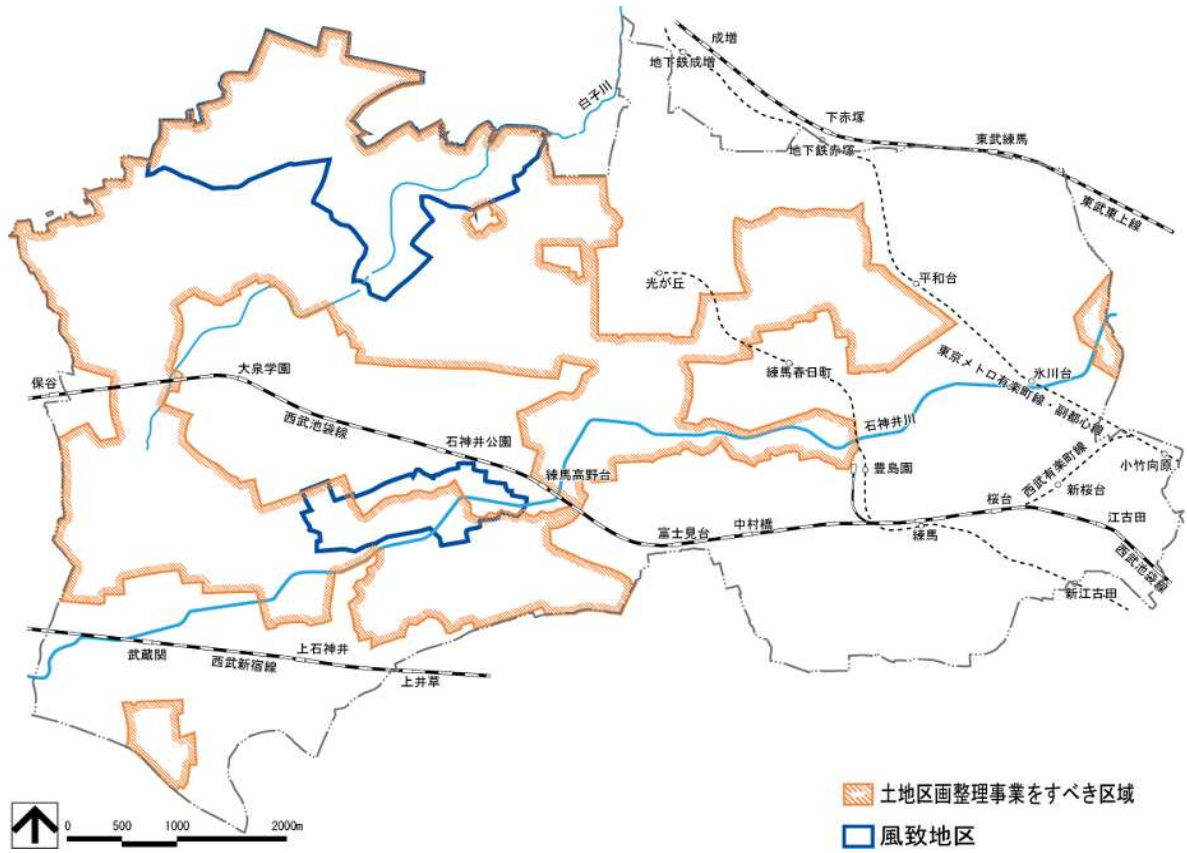 成増
地下鉄成増
白子川
下赤塚
地下鉄赤塚
東武練馬
東武東上線
光が丘
平和台
保谷
大泉学園
練馬春日町
氷川台
東京メトロ有楽町線・副都心線
西武池袋線
石神井公園
石神井川
練馬高野台
豊島園
小竹向原
西武有楽町線
新桜台
桜台
江古田
富士見台
中村橋
練馬
西武池袋線
新江古田
武蔵関
西武新宿線
上石神井
上井草
土地区画整理事業をすべき区域
風致地区
0 500 1000 2000m